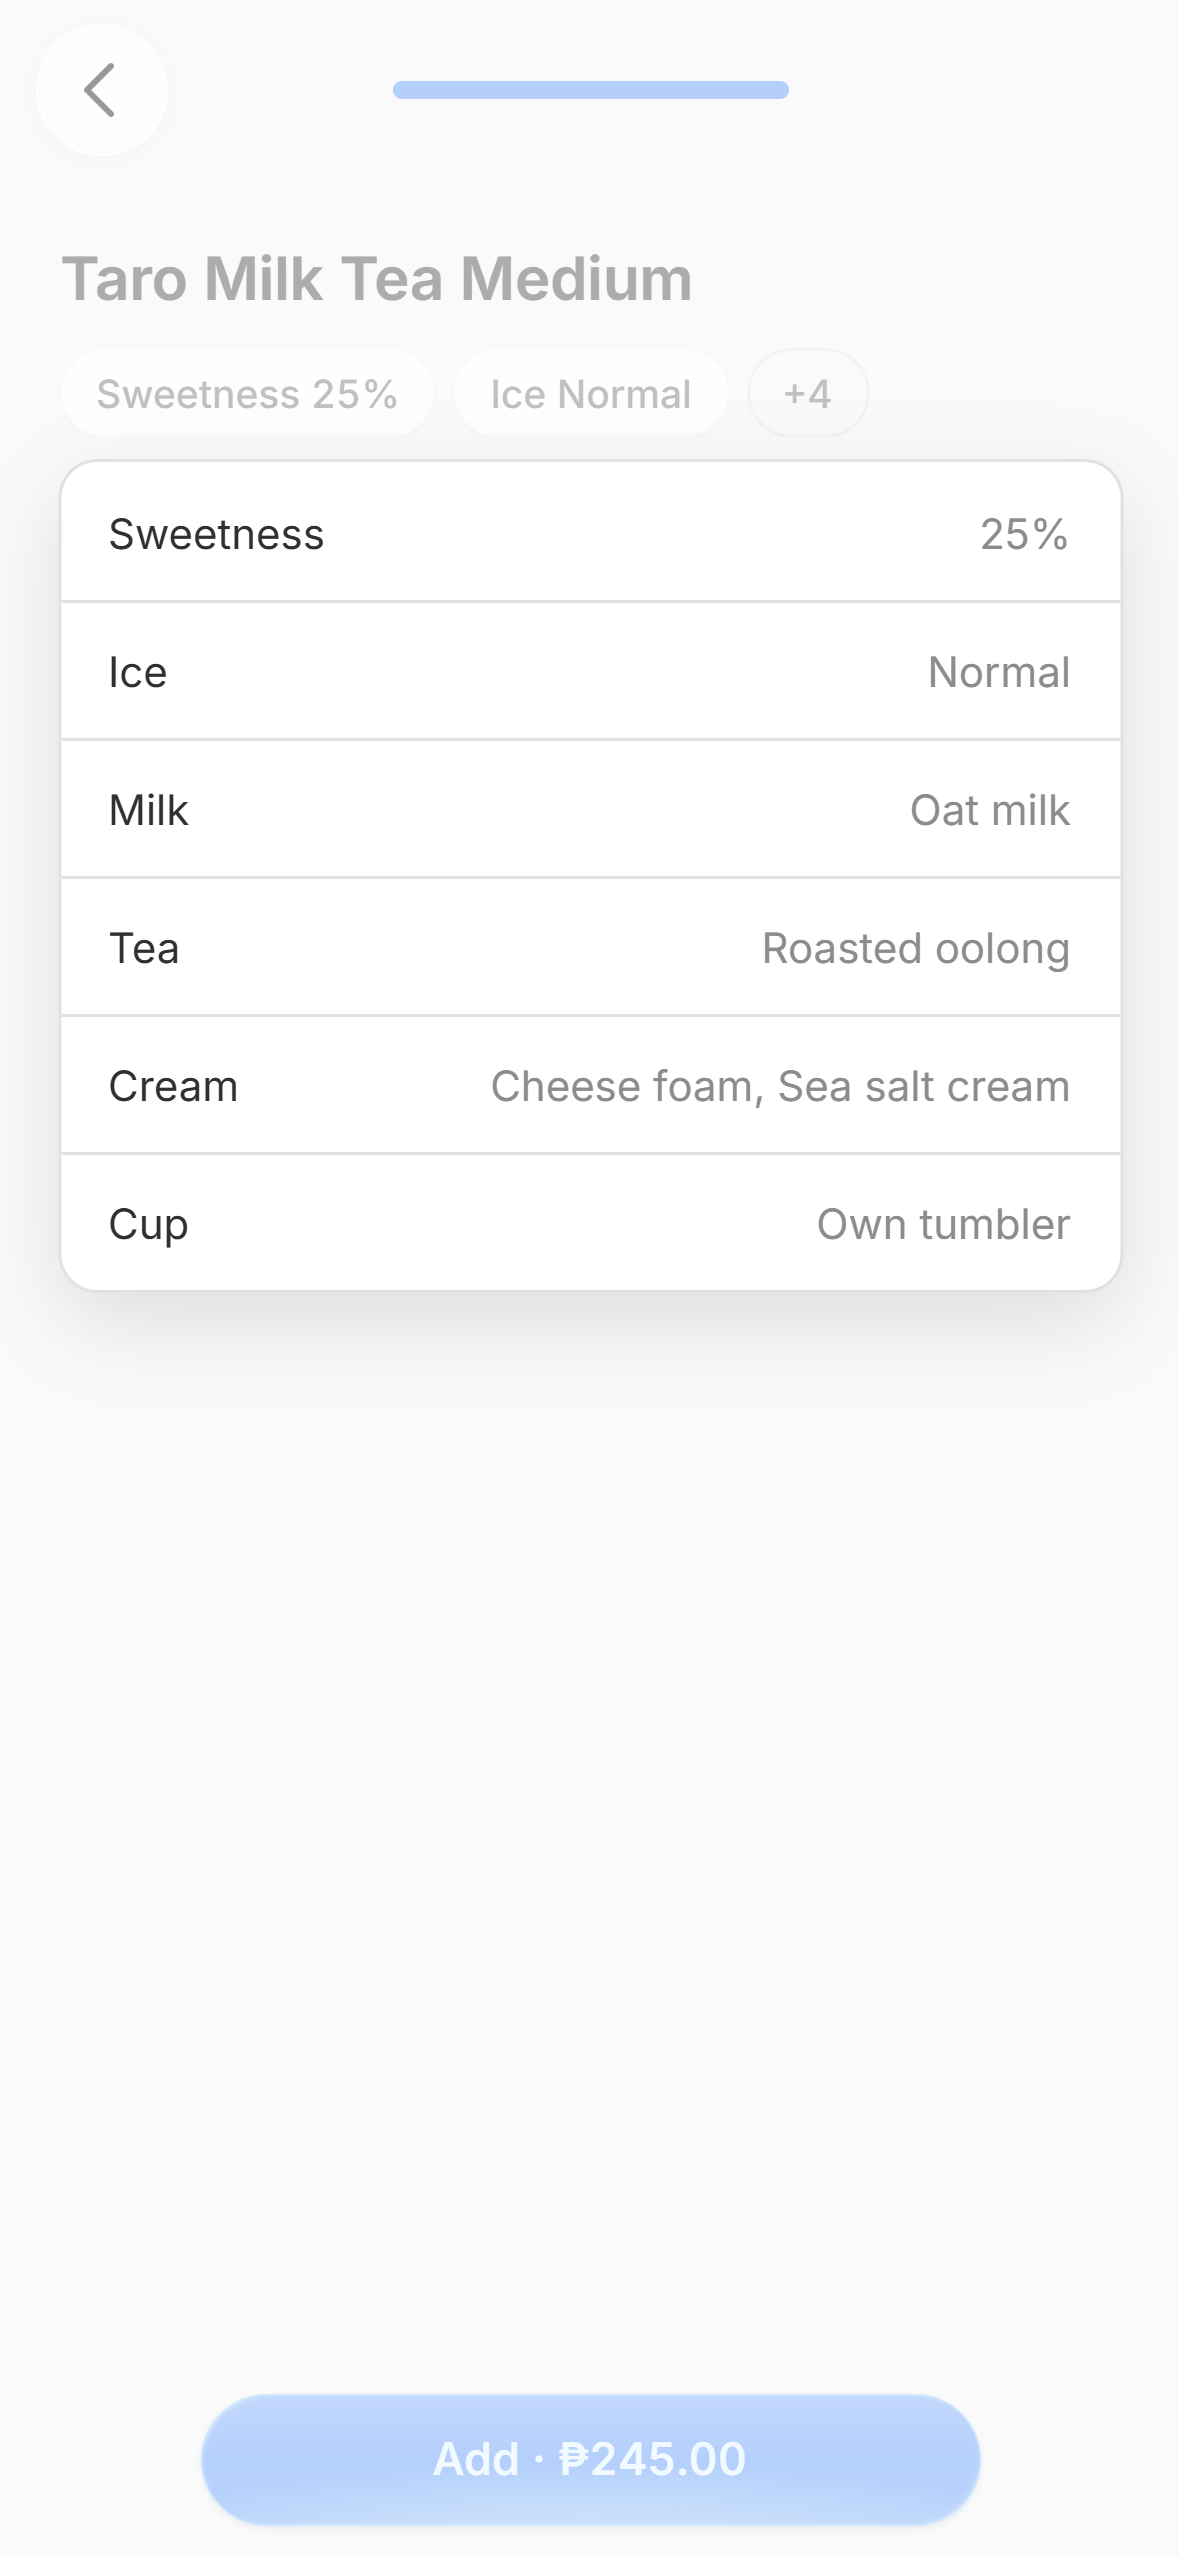 Taro Milk Tea Medium
Sweetness 25% Ice Normal +4
Sweetness 25%
Ice Normal
Milk Oat milk
Tea Roasted oolong
Cream Cheese foam, Sea salt cream
Cup Own tumbler
Add · ₱245.00